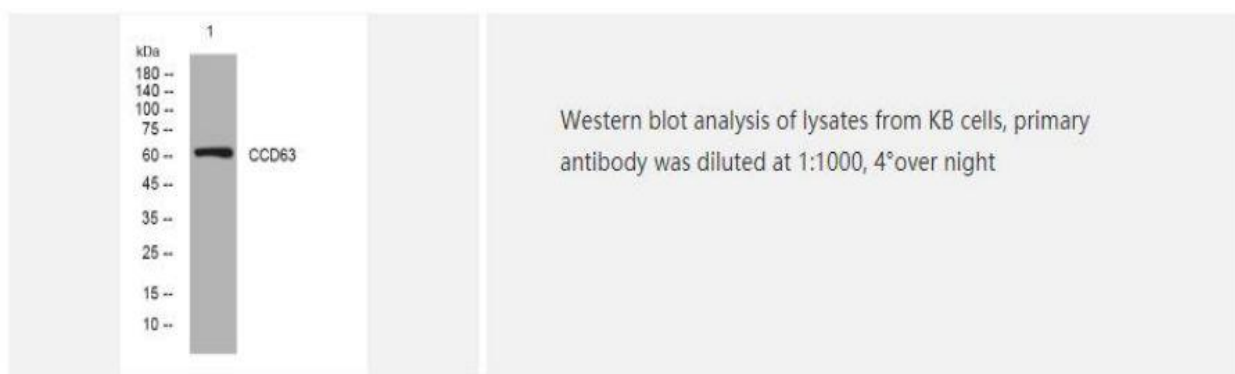 1
kDa
180 --
140 --
100 --
75 --
60 -- CCD63
45 --
35 --
25 --
15 --
10 --
Western blot analysis of lysates from KB cells, primary
antibody was diluted at 1:1000, 4°over night